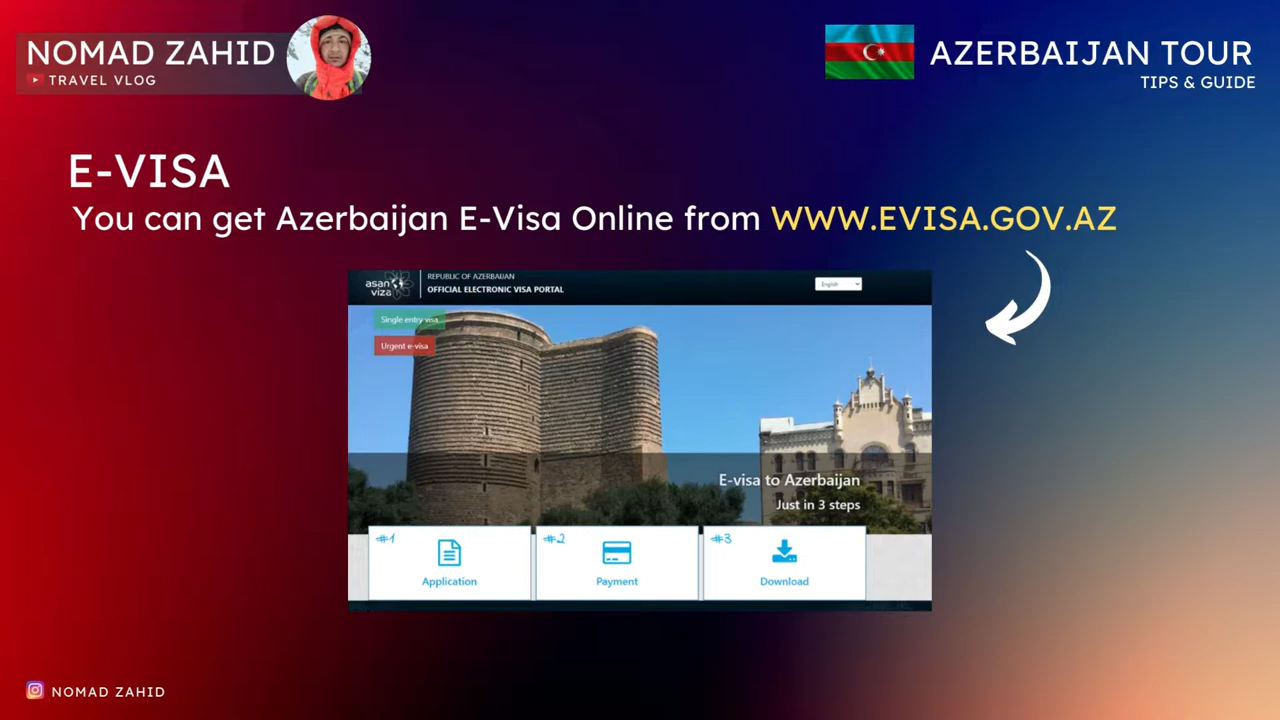 NOMAD ZAHID
TRAVEL VLOG
AZERBAIJAN TOUR
TIPS & GUIDE
E-VISA
You can get Azerbaijan E-Visa Online from WWW.EVISA.GOV.AZ
asan viza
REPUBLIC OF AZERBAIJAN
OFFICIAL ELECTRONIC VISA PORTAL
English
Single entry visa
Urgent e-visa
E-visa to Azerbaijan
Just in 3 steps
#1
Application
#2
Payment
#3
Download
NOMAD ZAHID